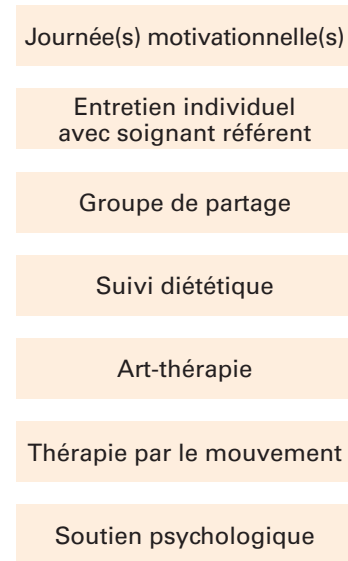 Journée(s) motivationnelle(s)
Entretien individuel
avec soignant référent
Groupe de partage
Suivi diététique
Art-thérapie
Thérapie par le mouvement
Soutien psychologique